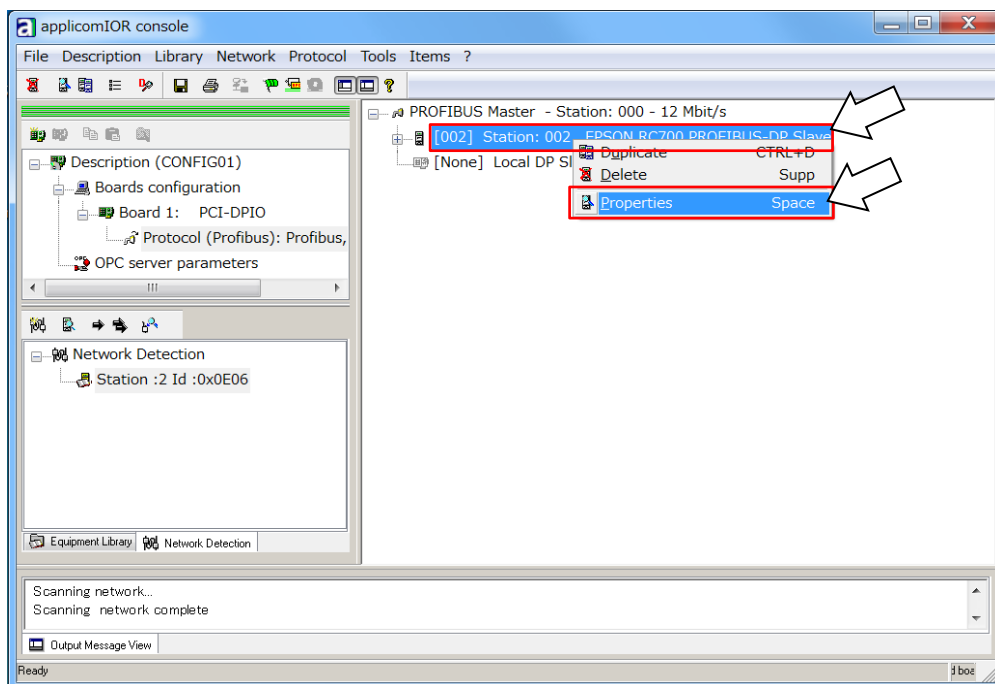 applicomIOR console
File Description Library Network Protocol Tools Items ?
PROFIBUS Master - Station: 000 - 12 Mbit/s
[002] Station: 002 EPSON RC700 PROFIBUS-DP Slave
[None] Local DP Sl
Duplicate CTRL+D
Delete Supp
Properties Space
Description (CONFIG01)
Boards configuration
Board 1: PCI-DPIO
Protocol (Profibus): Profibus,
OPC server parameters
Network Detection
Station :2 Id :0x0E06
Equipment Library Network Detection
Scanning network...
Scanning network complete
Output Message View
Ready